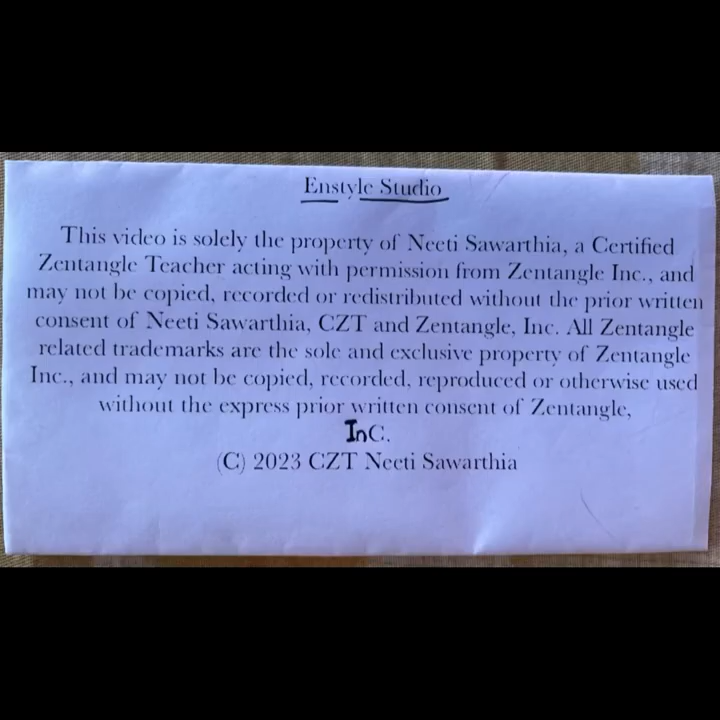 Enstyle Studio
This video is solely the property of Neeti Sawarthia, a Certified
Zentangle Teacher acting with permission from Zentangle Inc., and
may not be copied, recorded or redistributed without the prior written
consent of Neeti Sawarthia, CZT and Zentangle, Inc. All Zentangle
related trademarks are the sole and exclusive property of Zentangle
Inc., and may not be copied, recorded, reproduced or otherwise used
without the express prior written consent of Zentangle,
InC.
(C) 2023 CZT Neeti Sawarthia